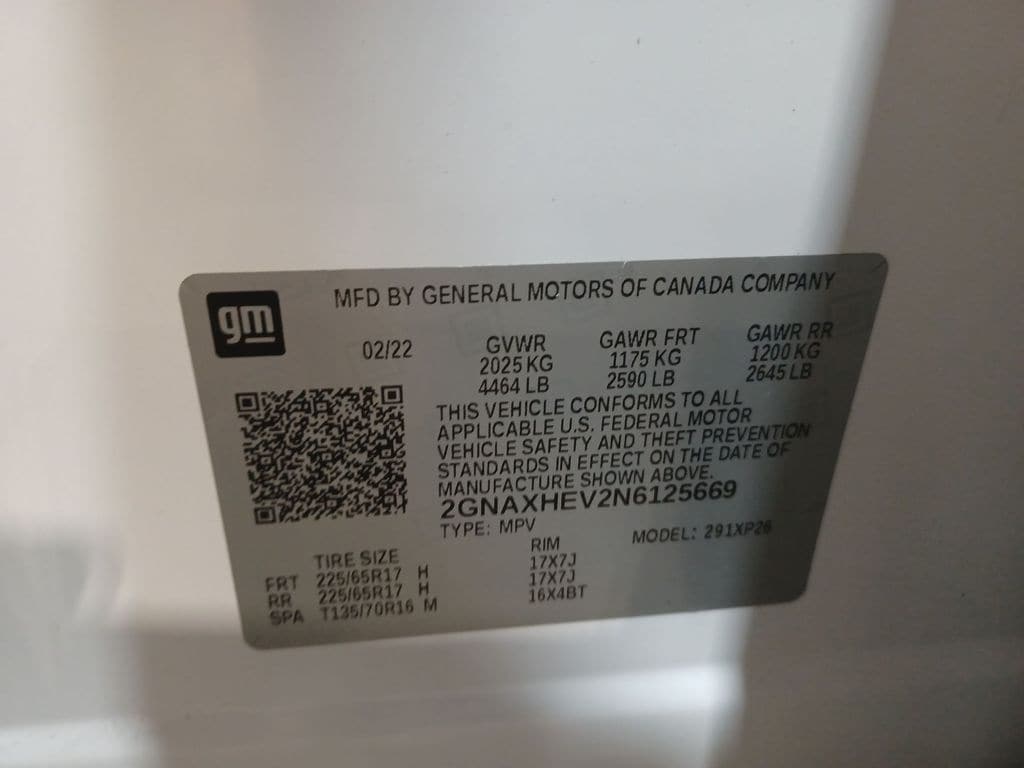 gm
MFD BY GENERAL MOTORS OF CANADA COMPANY
02/22 GVWR GAWR FRT GAWR RR
2025 KG 1175 KG 1200 KG
4464 LB 2590 LB 2645 LB
THIS VEHICLE CONFORMS TO ALL
APPLICABLE U.S. FEDERAL MOTOR
VEHICLE SAFETY AND THEFT PREVENTION
STANDARDS IN EFFECT ON THE DATE OF
MANUFACTURE SHOWN ABOVE.
2GNAXHEV2N6125669
TYPE: MPV MODEL: 291XP26
TIRE SIZE RIM
FRT 225/65R17 H 17X7J
RR 225/65R17 H 17X7J
SPA T135/70R16 M 16X4BT